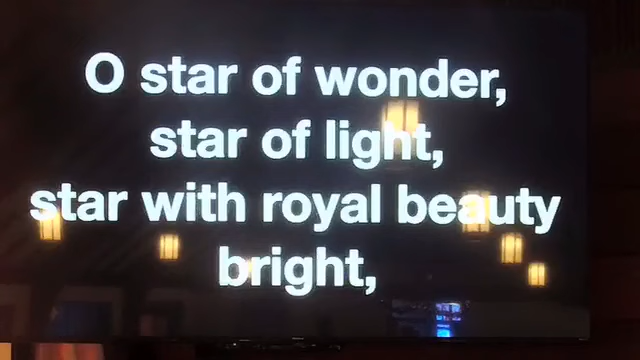 O star of wonder,
star of light,
star with royal beauty
bright,